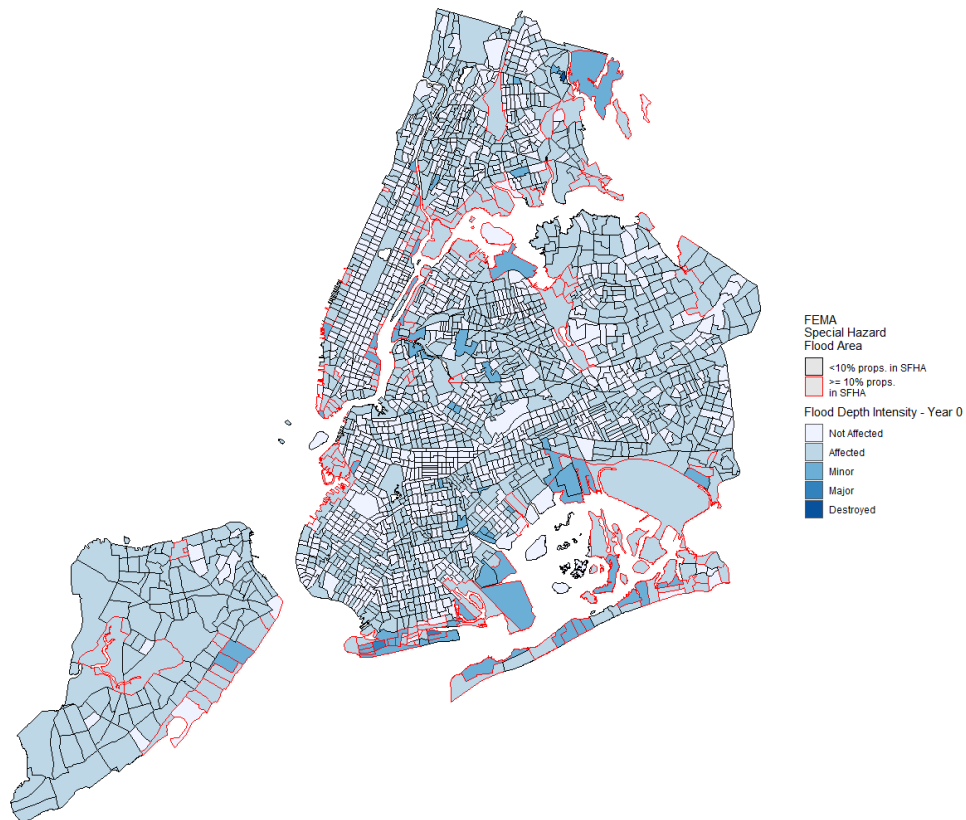 FEMA
Special Hazard
Flood Area
<10% props. in SFHA
>= 10% props.
in SFHA
Flood Depth Intensity - Year 0
Not Affected
Affected
Minor
Major
Destroyed